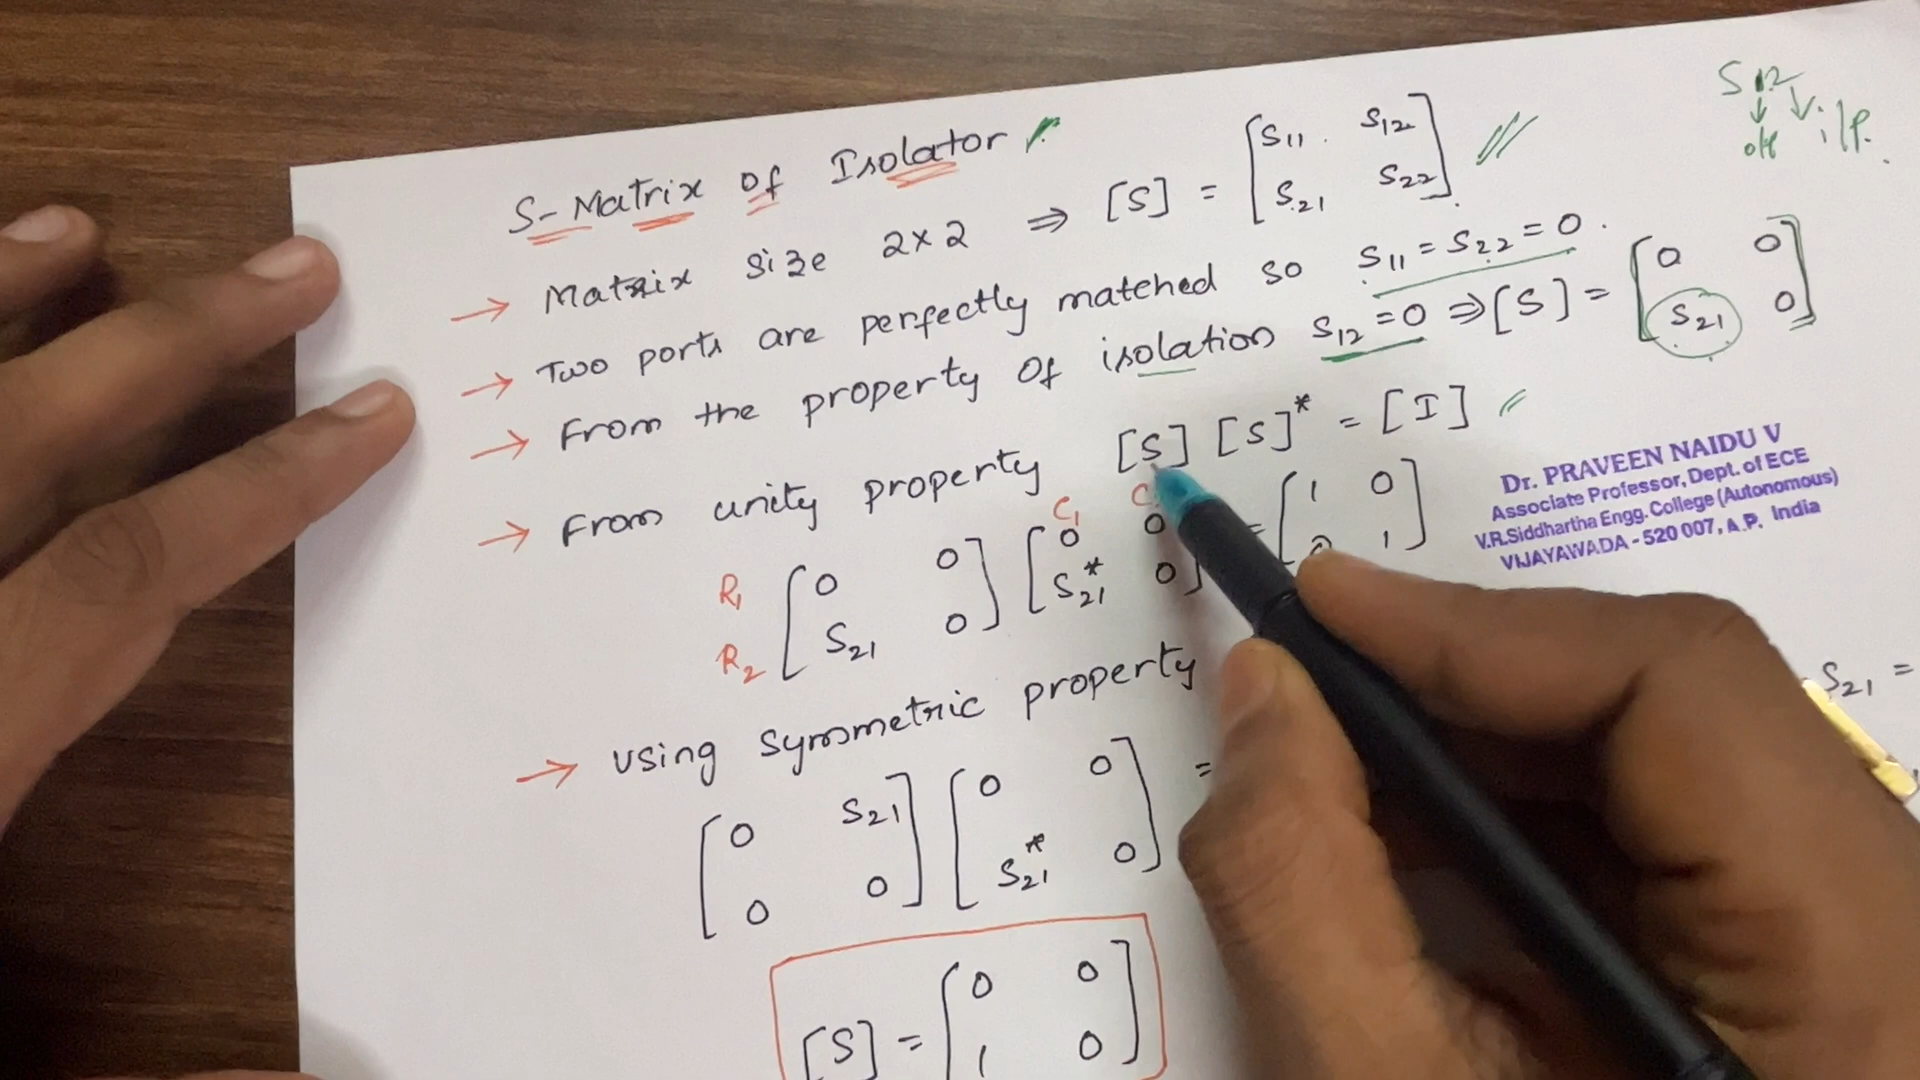 S-Matrix of Isolator
→ Matrix size 2×2 ⇒ [S] = [S11 S12
S21 S22]
→ Two ports are perfectly matched so S11 = S22 = 0.
→ From the property of isolation S12 = 0 ⇒ [S] = [0 0
S21 0]
→ From unity property [S] [S]* = [I]
C1
R1 [0 0 [0 0 = [1 0
R2 S21 0] S21* 0] 0 1]
→ Using symmetric property
[0 S21 [0 0 =
0 0] S21* 0]
[S] = [0 0
1 0]
S12
i/p.
Dr. PRAVEEN NAIDU V
Associate Professor, Dept. of ECE
V.R.Siddhartha Engg. College (Autonomous)
VIJAYAWADA - 520 007, A.P. India
S21 =